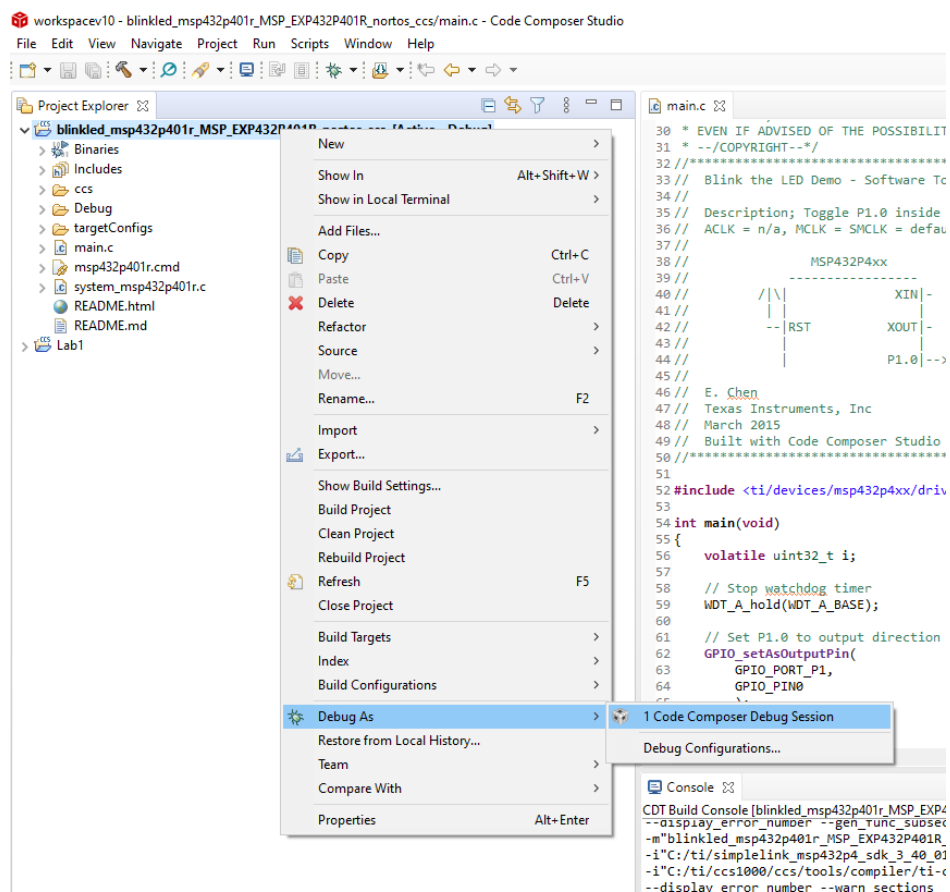 workspacev10 - blinkled_msp432p401r_MSP_EXP432P401R_nortos_ccs/main.c - Code Composer Studio
File Edit View Navigate Project Run Scripts Window Help
Project Explorer
blinkled_msp432p401r_MSP_EXP432P401R_nortos_ccs [Active - Debug]
Binaries
Includes
ccs
Debug
targetConfigs
main.c
msp432p401r.cmd
system_msp432p401r.c
README.html
README.md
Lab1
New
Show In Alt+Shift+W >
Show in Local Terminal
Add Files...
Copy Ctrl+C
Paste Ctrl+V
Delete Delete
Refactor
Source
Move...
Rename... F2
Import
Export...
Show Build Settings...
Build Project
Clean Project
Rebuild Project
Refresh F5
Close Project
Build Targets
Index
Build Configurations
Debug As
Restore from Local History...
Team
Compare With
Properties Alt+Enter
1 Code Composer Debug Session
Debug Configurations...
main.c
30 * EVEN IF ADVISED OF THE POSSIBILIT
31 * --/COPYRIGHT--*/
32 //*********************************
33 // Blink the LED Demo - Software To
34 //
35 // Description; Toggle P1.0 inside
36 // ACLK = n/a, MCLK = SMCLK = defau
37 //
38 // MSP432P4xx
39 // -----------------
40 // /|\| XIN|-
41 // | | |
42 // --|RST XOUT|-
43 // | |
44 // | P1.0|-->
45 //
46 // E. Chen
47 // Texas Instruments, Inc
48 // March 2015
49 // Built with Code Composer Studio
50 //*********************************
51
52 #include <ti/devices/msp432p4xx/driv
53
54 int main(void)
55 {
56 volatile uint32_t i;
57
58 // Stop watchdog timer
59 WDT_A_hold(WDT_A_BASE);
60
61 // Set P1.0 to output direction
62 GPIO_setAsOutputPin(
63 GPIO_PORT_P1,
64 GPIO_PIN0
Console
CDT Build Console [blinkled_msp432p401r_MSP_EXP4
--display_error_number --gen_func_subsec
-m"blinkled_msp432p401r_MSP_EXP432P401R_
-i"C:/ti/simplelink_msp432p4_sdk_3_40_01
-i"C:/ti/ccs1000/ccs/tools/compiler/ti-c
--display_error_number --warn_sections